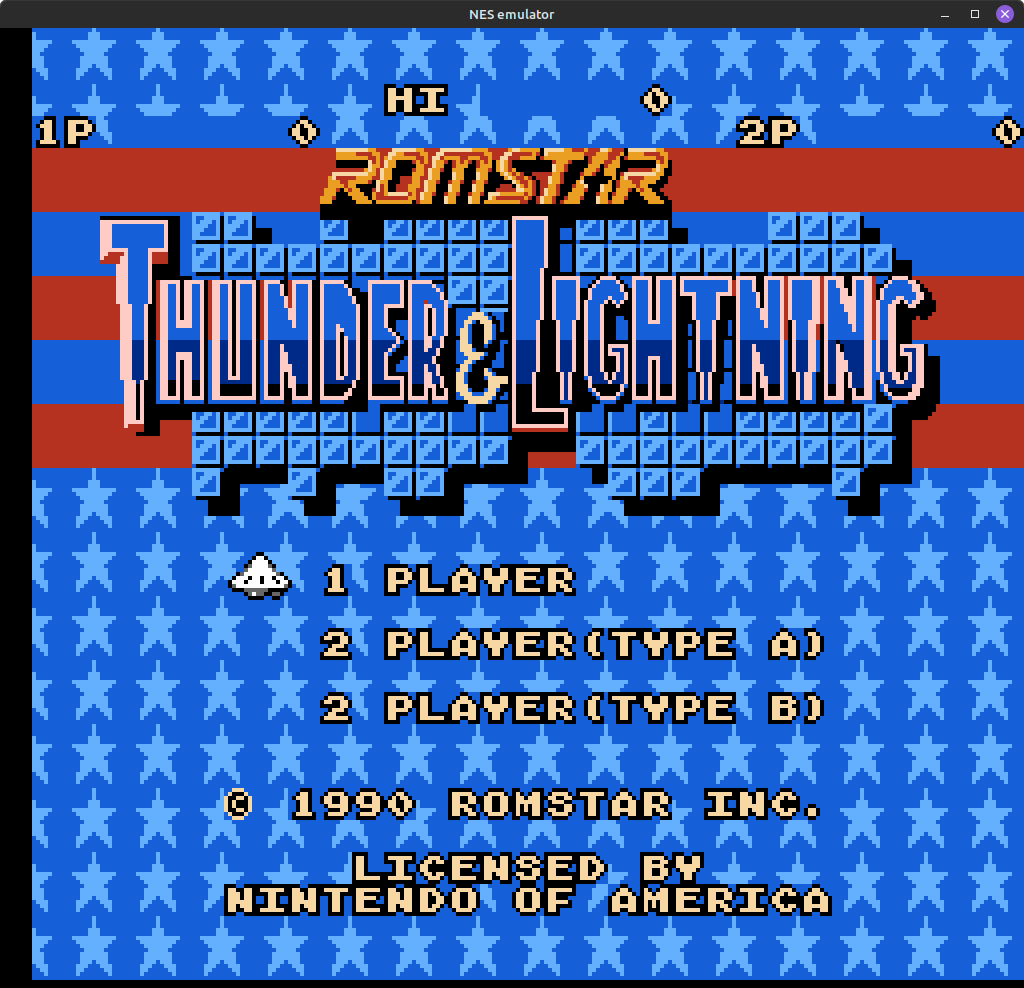 NES emulator
HI 0
1P 0 2P 0
ROMSTAR
THUNDER & LIGHTNING
1 PLAYER
2 PLAYER(TYPE A)
2 PLAYER(TYPE B)
© 1990 ROMSTAR INC.
LICENSED BY
NINTENDO OF AMERICA